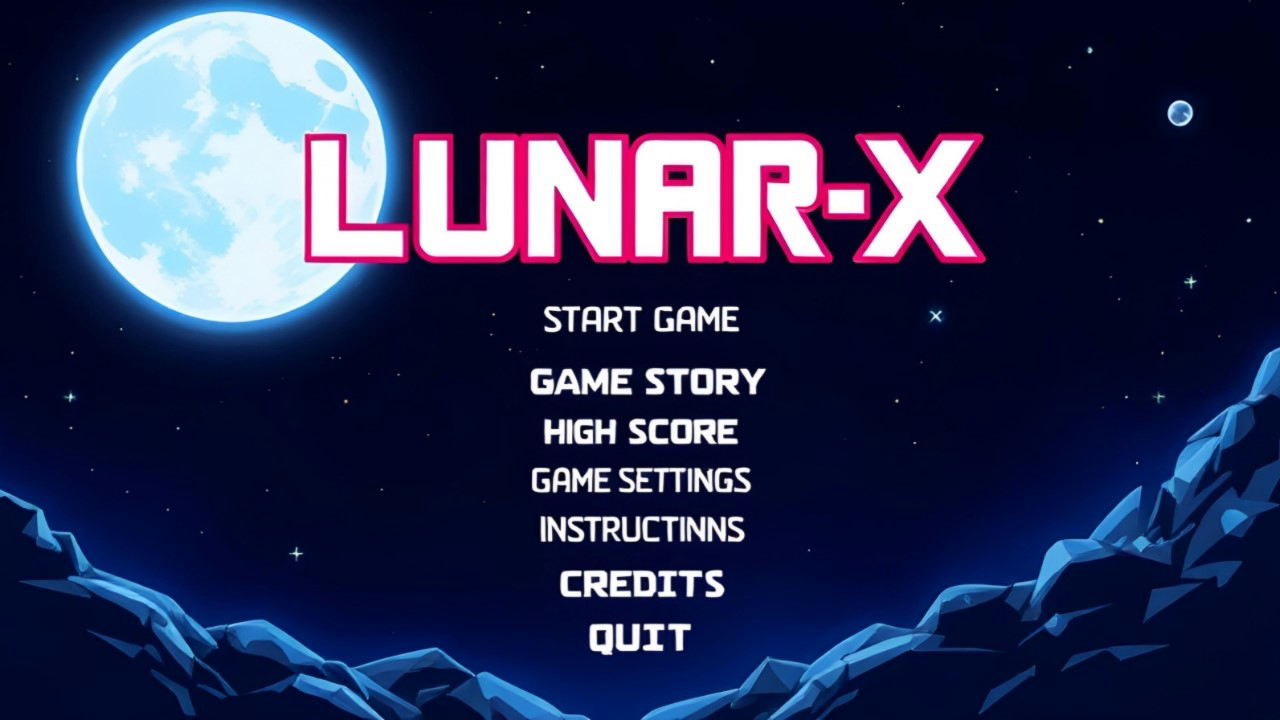 LUNAR-X
START GAME
GAME STORY
HIGH SCORE
GAME SETTINGS
INSTRUCTINNS
CREDITS
QUIT